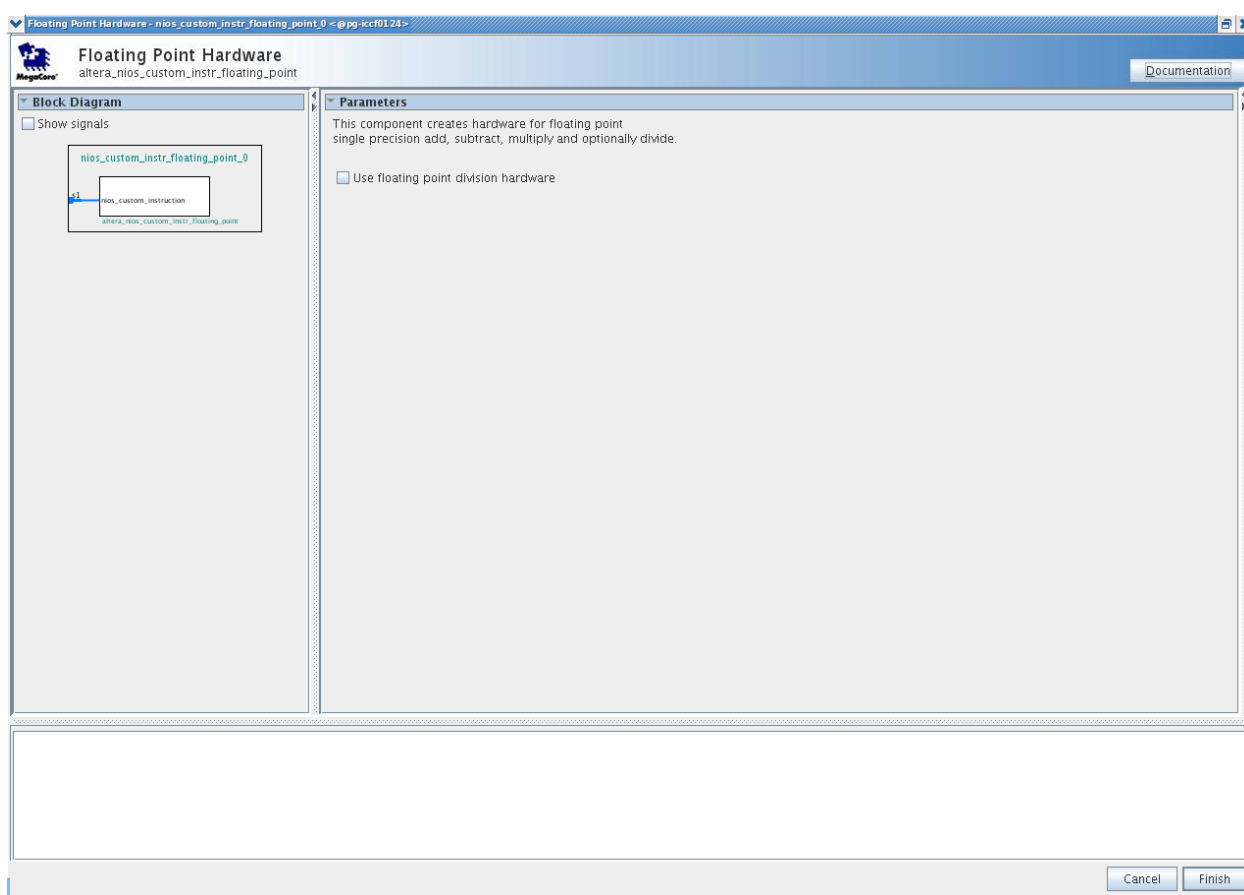 Floating Point Hardware - nios_custom_instr_floating_point_0 <@pg-iccf0124>
Floating Point Hardware
altera_nios_custom_instr_floating_point
MegaCore'
Documentation
Block Diagram
Show signals
nios_custom_instr_floating_point_0
s1
nios_custom_instruction
altera_nios_custom_instr_floating_point
Parameters
This component creates hardware for floating point
single precision add, subtract, multiply and optionally divide.
Use floating point division hardware
Cancel
Finish